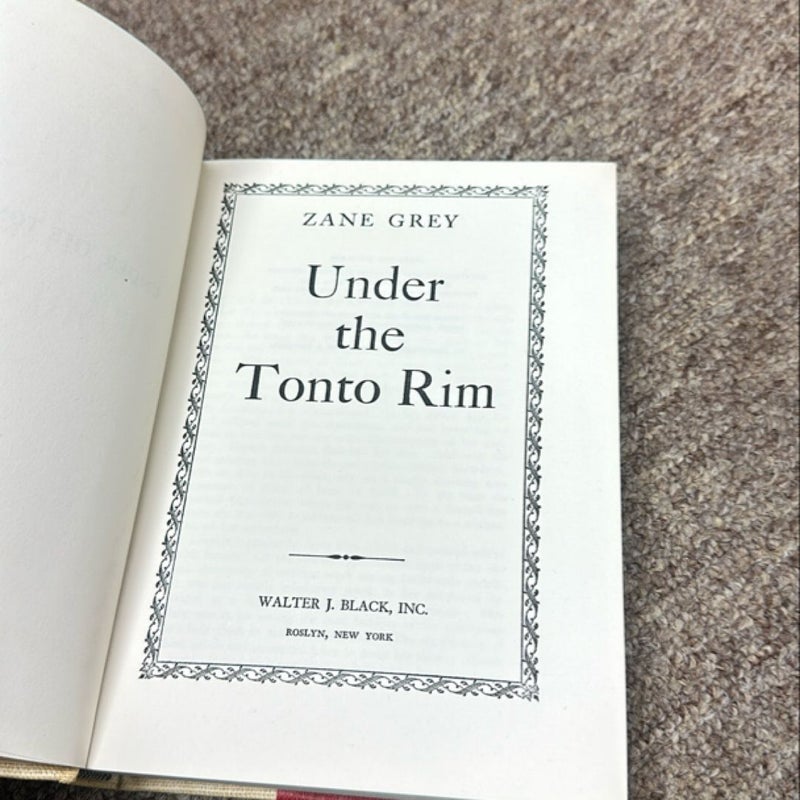 ZANE GREY
Under
the
Tonto Rim
WALTER J. BLACK, INC.
ROSLYN, NEW YORK